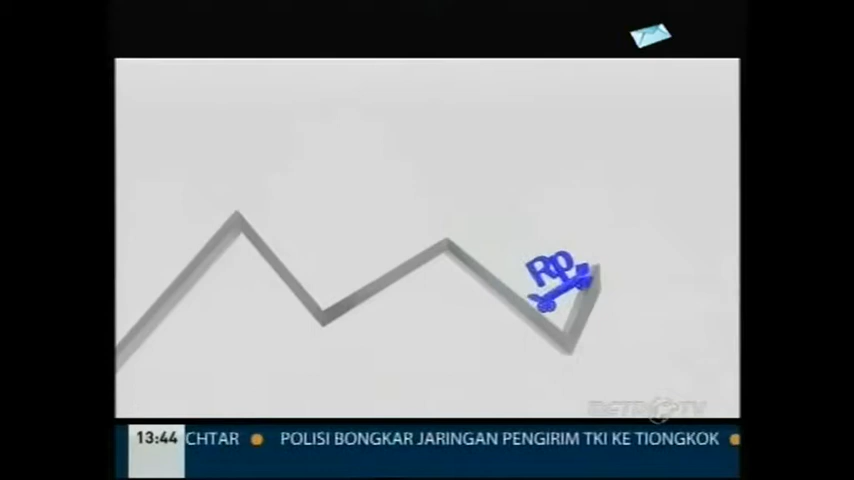 Rp
13:44 CHTAR ● POLISI BONGKAR JARINGAN PENGIRIM TKI KE TIONGKOK ●